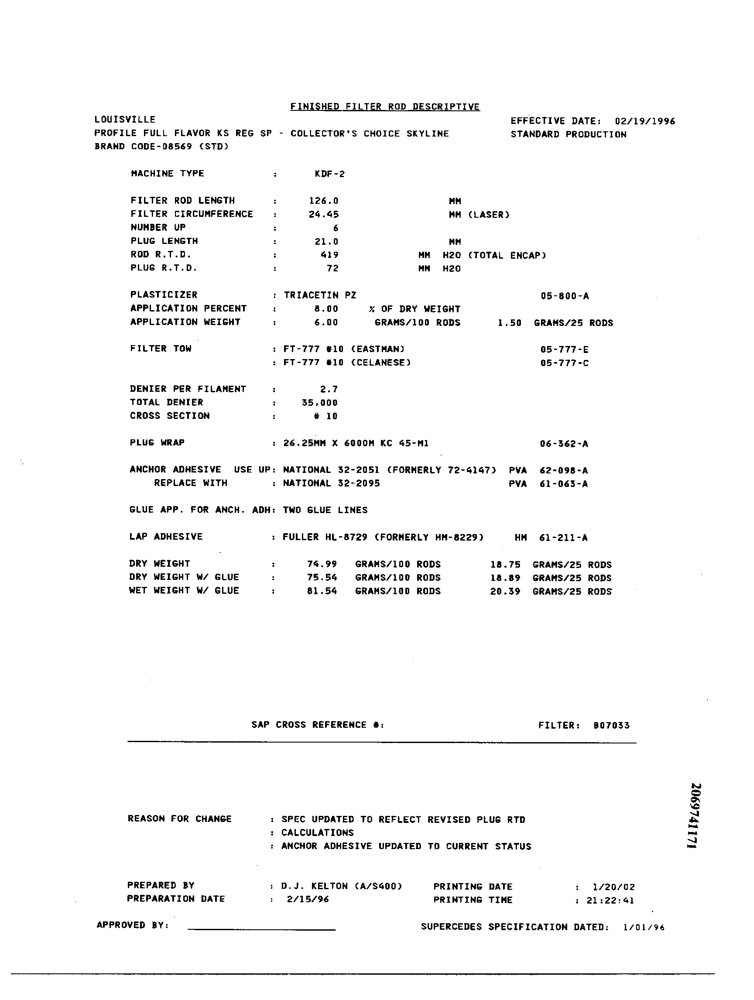 FINISHED FILTER ROD DESCRIPTIVE
LOUISVILLE EFFECTIVE DATE: 02/19/1996
PROFILE FULL FLAVOR KS REG SP - COLLECTOR'S CHOICE SKYLINE STANDARD PRODUCTION
BRAND CODE-08569 (STD)
MACHINE TYPE : KDF-2
FILTER ROD LENGTH : 126.0 MM
FILTER CIRCUMFERENCE : 24.45 MM (LASER)
NUMBER UP : 6
PLUG LENGTH : 21.0 MM
ROD R.T.D. : 419 MM H2O (TOTAL ENCAP)
PLUG R.T.D. : 72 MM H2O
PLASTICIZER : TRIACETIN PZ 05-800-A
APPLICATION PERCENT : 8.00 % OF DRY WEIGHT
APPLICATION WEIGHT : 6.00 GRAMS/100 RODS 1.50 GRAMS/25 RODS
FILTER TOW : FT-777 #10 (EASTMAN) 05-777-E
: FT-777 #10 (CELANESE) 05-777-C
DENIER PER FILAMENT : 2.7
TOTAL DENIER : 35,000
CROSS SECTION : # 10
PLUG WRAP : 26.25MM X 6000M KC 45-M1 06-362-A
ANCHOR ADHESIVE USE UP: NATIONAL 32-2051 (FORMERLY 72-4147) PVA 62-098-A
REPLACE WITH : NATIONAL 32-2095 PVA 61-063-A
GLUE APP. FOR ANCH. ADH: TWO GLUE LINES
LAP ADHESIVE : FULLER HL-8729 (FORMERLY HM-8229) HM 61-211-A
DRY WEIGHT : 74.99 GRAMS/100 RODS 18.75 GRAMS/25 RODS
DRY WEIGHT W/ GLUE : 75.54 GRAMS/100 RODS 18.89 GRAMS/25 RODS
WET WEIGHT W/ GLUE : 81.54 GRAMS/100 RODS 20.39 GRAMS/25 RODS
SAP CROSS REFERENCE #: FILTER: B07033
2069741171
REASON FOR CHANGE : SPEC UPDATED TO REFLECT REVISED PLUG RTD
: CALCULATIONS
: ANCHOR ADHESIVE UPDATED TO CURRENT STATUS
PREPARED BY : D.J. KELTON (A/S400) PRINTING DATE : 1/20/02
PREPARATION DATE : 2/15/96 PRINTING TIME : 21:22:41
APPROVED BY: SUPERCEDES SPECIFICATION DATED: 1/01/96